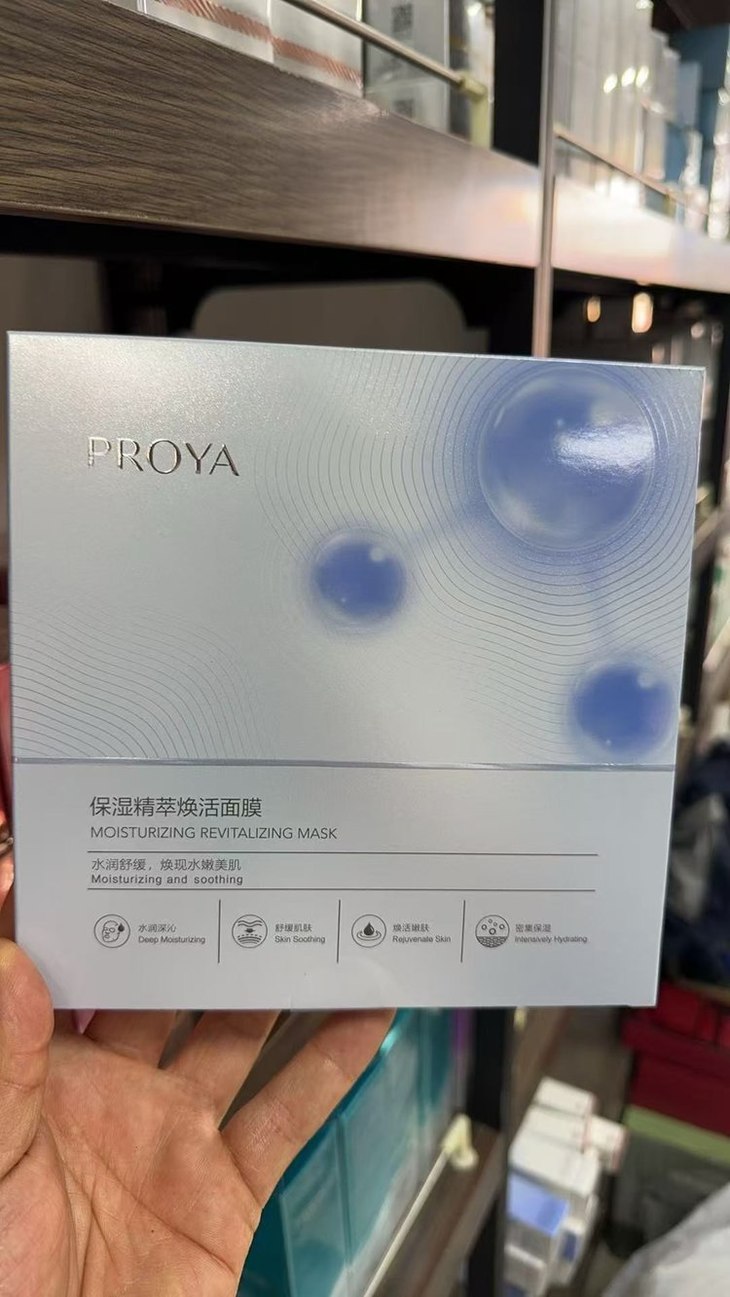 PROYA
保湿精萃焕活面膜
MOISTURIZING REVITALIZING MASK
水润舒缓，焕现水嫩美肌
Moisturizing and soothing
水润深沁
Deep Moisturizing
舒缓肌肤
Skin Soothing
焕活嫩肤
Rejuvenate Skin
密集保湿
Intensively Hydrating